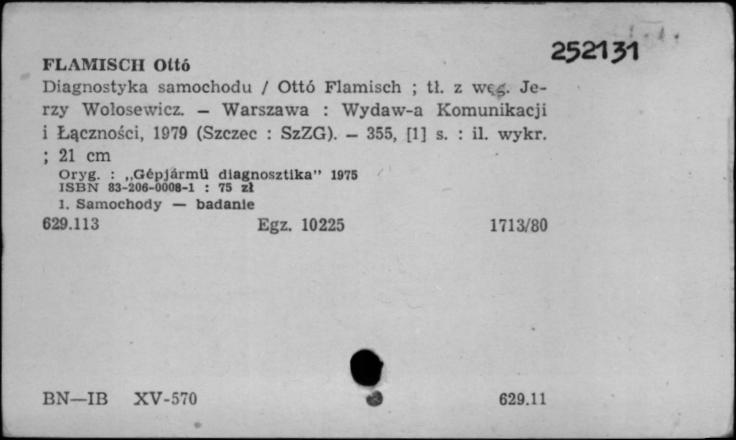 252131
FLAMISCH Ottó
Diagnostyka samochodu / Ottó Flamisch ; tł. z węg. Je-
rzy Wolosewicz. — Warszawa : Wydaw-a Komunikacji
i Łączności, 1979 (Szczec : SzZG). — 355, [1] s. : il. wykr.
; 21 cm
Oryg. : „Gépjármű diagnosztika” 1975
ISBN 83-206-0008-1 : 75 zł
1. Samochody — badanie
629.113 Egz. 10225 1713/80
BN—IB XV-570 629.11